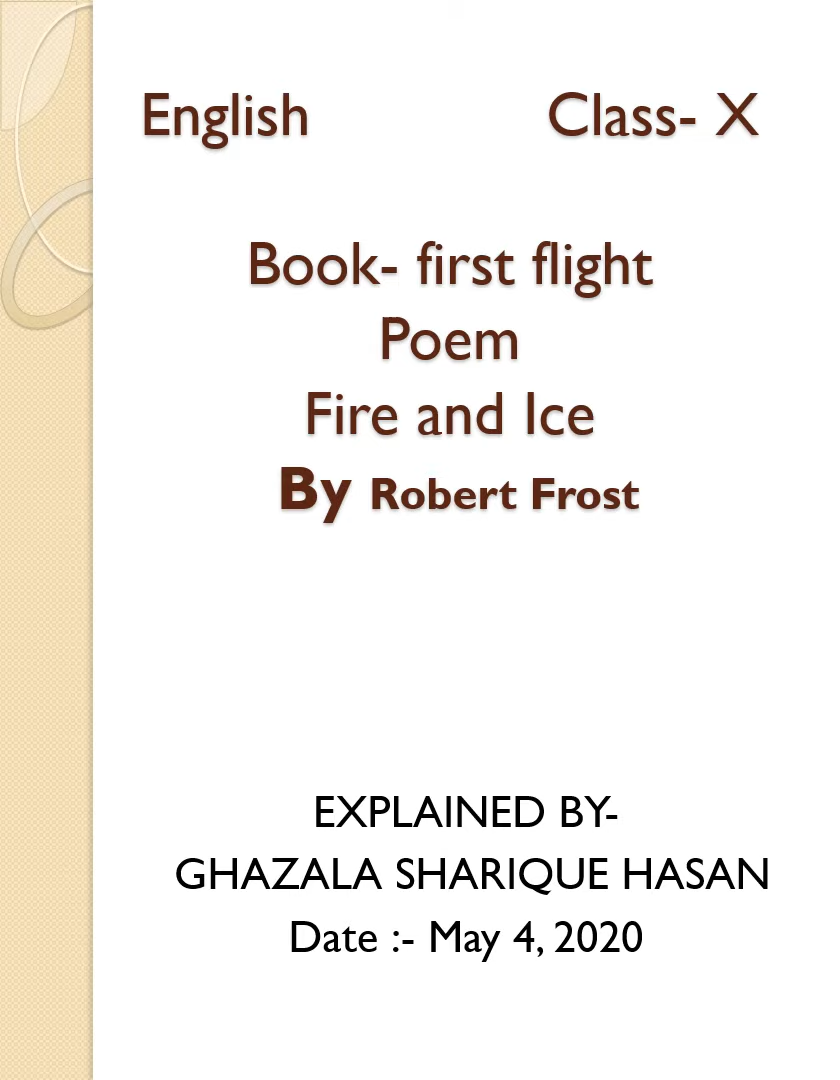 English Class- X
Book- first flight
Poem
Fire and Ice
By Robert Frost
EXPLAINED BY-
GHAZALA SHARIQUE HASAN
Date :- May 4, 2020